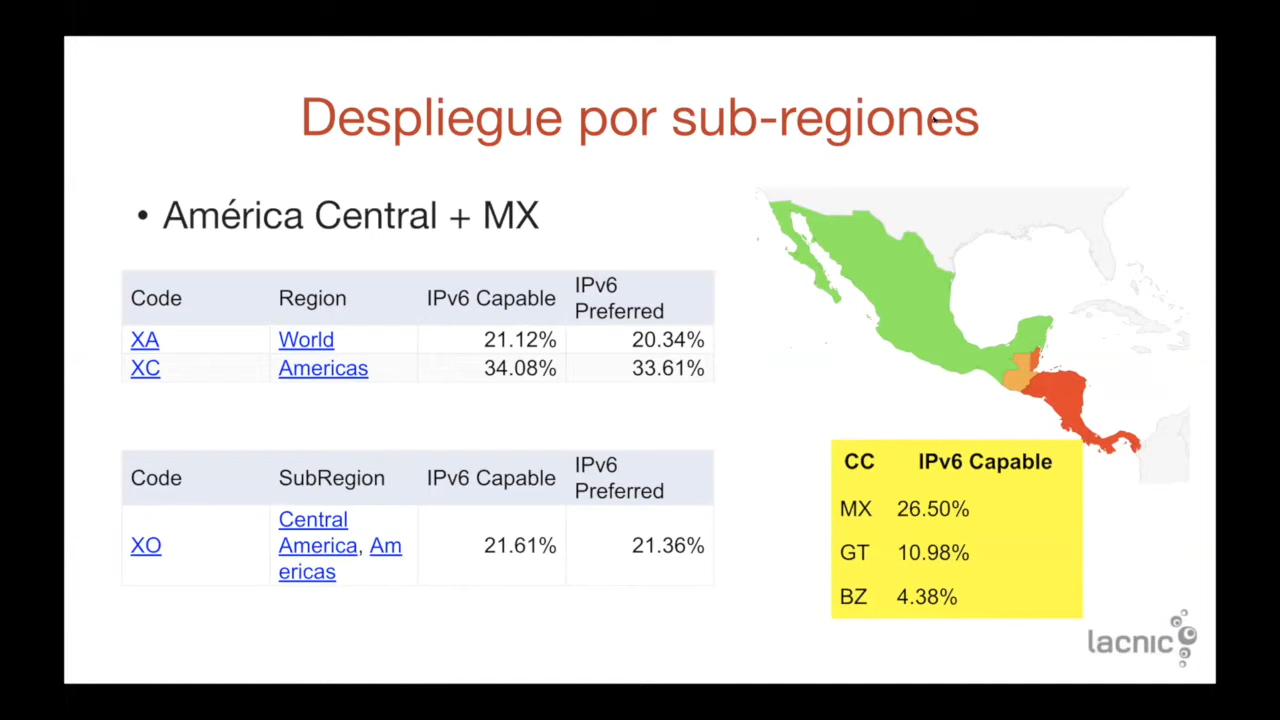 Despliegue por sub-regiones
• América Central + MX
Code Region IPv6 Capable IPv6 Preferred
XA World 21.12% 20.34%
XC Americas 34.08% 33.61%
Code SubRegion IPv6 Capable IPv6 Preferred
XO Central America, Americas 21.61% 21.36%
CC IPv6 Capable
MX 26.50%
GT 10.98%
BZ 4.38%
lacnic